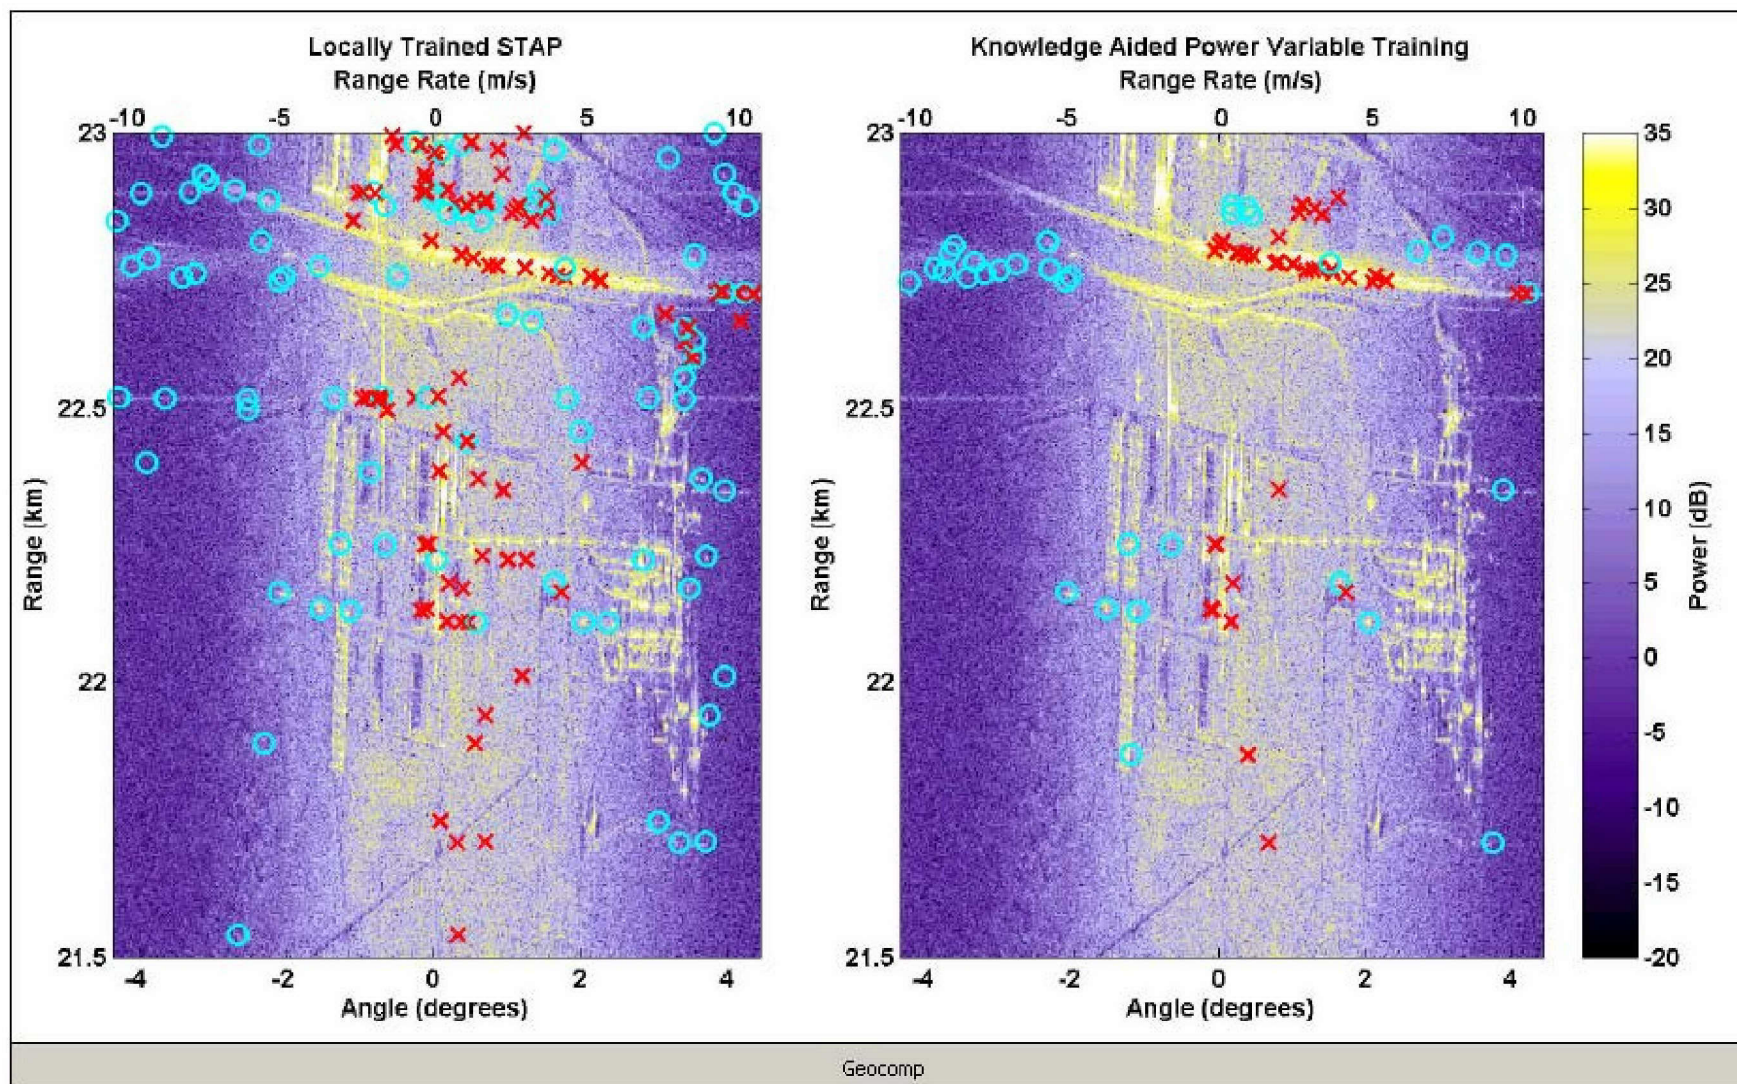 Locally Trained STAP
Range Rate (m/s)
-10 -5 0 5 10
23
22.5
22
21.5
Range (km)
-4 -2 0 2 4
Angle (degrees)
Knowledge Aided Power Variable Training
Range Rate (m/s)
-10 -5 0 5 10
23
22.5
22
21.5
Range (km)
-4 -2 0 2 4
Angle (degrees)
35
30
25
20
15
10
5
0
-5
-10
-15
-20
Power (dB)
Geocomp